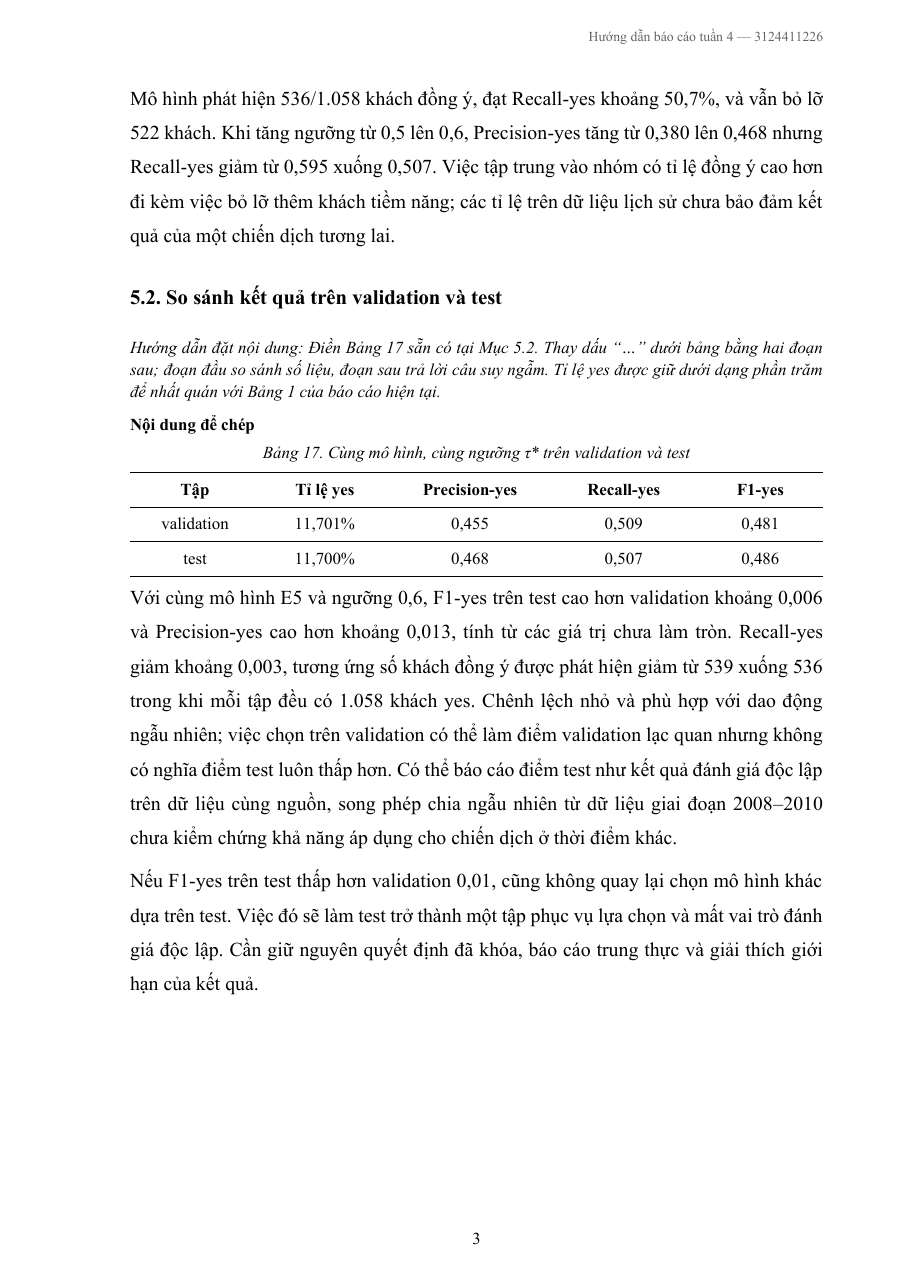 Hướng dẫn báo cáo tuần 4 — 3124411226
Mô hình phát hiện 536/1.058 khách đồng ý, đạt Recall-yes khoảng 50,7%, và vẫn bỏ lỡ
522 khách. Khi tăng ngưỡng từ 0,5 lên 0,6, Precision-yes tăng từ 0,380 lên 0,468 nhưng
Recall-yes giảm từ 0,595 xuống 0,507. Việc tập trung vào nhóm có tỉ lệ đồng ý cao hơn
đi kèm việc bỏ lỡ thêm khách tiềm năng; các tỉ lệ trên dữ liệu lịch sử chưa bảo đảm kết
quả của một chiến dịch tương lai.
5.2. So sánh kết quả trên validation và test
Hướng dẫn đặt nội dung: Điền Bảng 17 sẵn có tại Mục 5.2. Thay dấu “…” dưới bảng bằng hai đoạn
sau; đoạn đầu so sánh số liệu, đoạn sau trả lời câu suy ngẫm. Tỉ lệ yes được giữ dưới dạng phần trăm
để nhất quán với Bảng 1 của báo cáo hiện tại.
Nội dung để chép
Bảng 17. Cùng mô hình, cùng ngưỡng τ* trên validation và test
Tập Tỉ lệ yes Precision-yes Recall-yes F1-yes
validation 11,701% 0,455 0,509 0,481
test 11,700% 0,468 0,507 0,486
Với cùng mô hình E5 và ngưỡng 0,6, F1-yes trên test cao hơn validation khoảng 0,006
và Precision-yes cao hơn khoảng 0,013, tính từ các giá trị chưa làm tròn. Recall-yes
giảm khoảng 0,003, tương ứng số khách đồng ý được phát hiện giảm từ 539 xuống 536
trong khi mỗi tập đều có 1.058 khách yes. Chênh lệch nhỏ và phù hợp với dao động
ngẫu nhiên; việc chọn trên validation có thể làm điểm validation lạc quan nhưng không
có nghĩa điểm test luôn thấp hơn. Có thể báo cáo điểm test như kết quả đánh giá độc lập
trên dữ liệu cùng nguồn, song phép chia ngẫu nhiên từ dữ liệu giai đoạn 2008–2010
chưa kiểm chứng khả năng áp dụng cho chiến dịch ở thời điểm khác.
Nếu F1-yes trên test thấp hơn validation 0,01, cũng không quay lại chọn mô hình khác
dựa trên test. Việc đó sẽ làm test trở thành một tập phục vụ lựa chọn và mất vai trò đánh
giá độc lập. Cần giữ nguyên quyết định đã khóa, báo cáo trung thực và giải thích giới
hạn của kết quả.
3